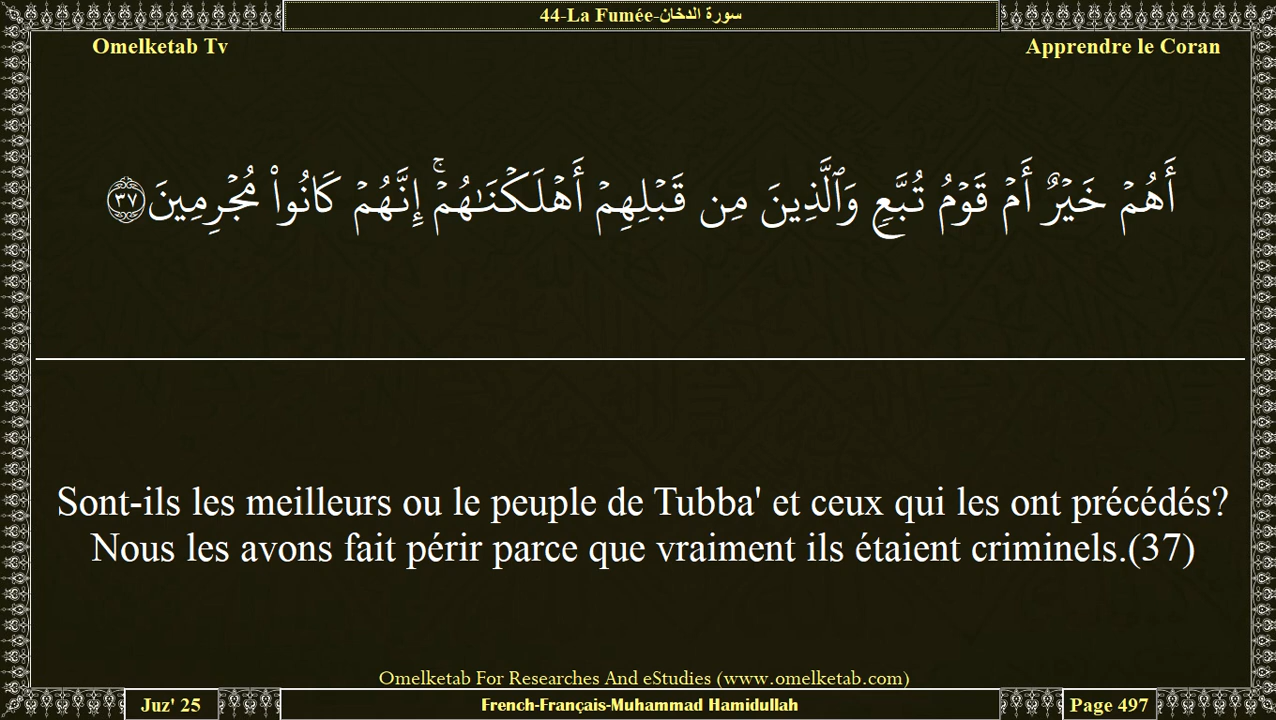 44-La Fumée-سورة الدخان
Omelketab Tv
Apprendre le Coran
أَهُمۡ خَيۡرٌ أَمۡ قَوۡمُ تُبَّعٖ وَٱلَّذِينَ مِن قَبۡلِهِمۡ أَهۡلَكۡنَٰهُمۡۚ إِنَّهُمۡ كَانُواْ مُجۡرِمِينَ ٣٧
Sont-ils les meilleurs ou le peuple de Tubba' et ceux qui les ont précédés?
Nous les avons fait périr parce que vraiment ils étaient criminels.(37)
Omelketab For Researches And eStudies (www.omelketab.com)
Juz' 25
French-Français-Muhammad Hamidullah
Page 497